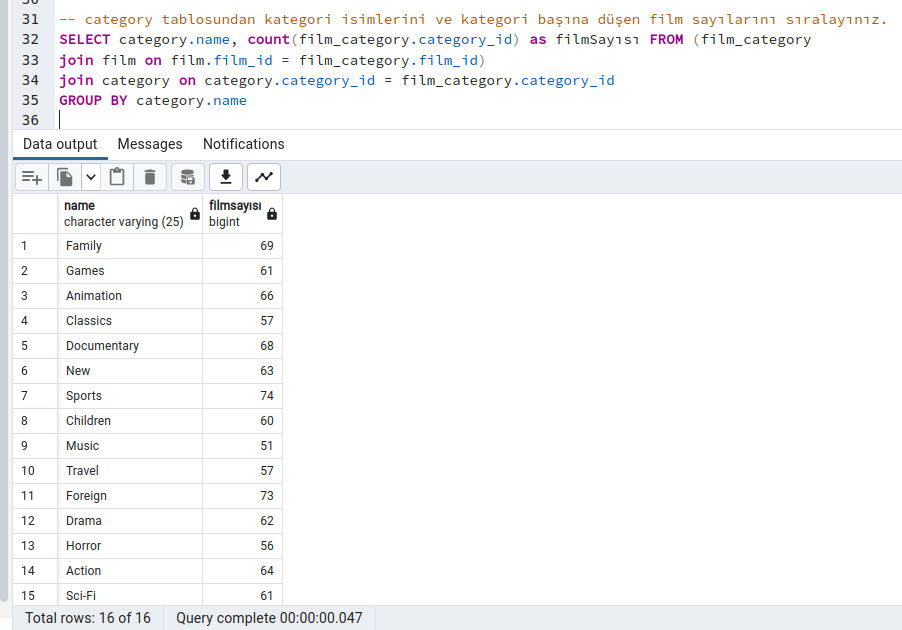 31 -- category tablosundan kategori isimlerini ve kategori başına düşen film sayılarını sıralayınız.
32 SELECT category.name, count(film_category.category_id) as filmSayısı FROM (film_category
33 join film on film.film_id = film_category.film_id)
34 join category on category.category_id = film_category.category_id
35 GROUP BY category.name
36
Data output Messages Notifications
name filmsayısı
character varying (25) bigint
1 Family 69
2 Games 61
3 Animation 66
4 Classics 57
5 Documentary 68
6 New 63
7 Sports 74
8 Children 60
9 Music 51
10 Travel 57
11 Foreign 73
12 Drama 62
13 Horror 56
14 Action 64
15 Sci-Fi 61
Total rows: 16 of 16 Query complete 00:00:00.047